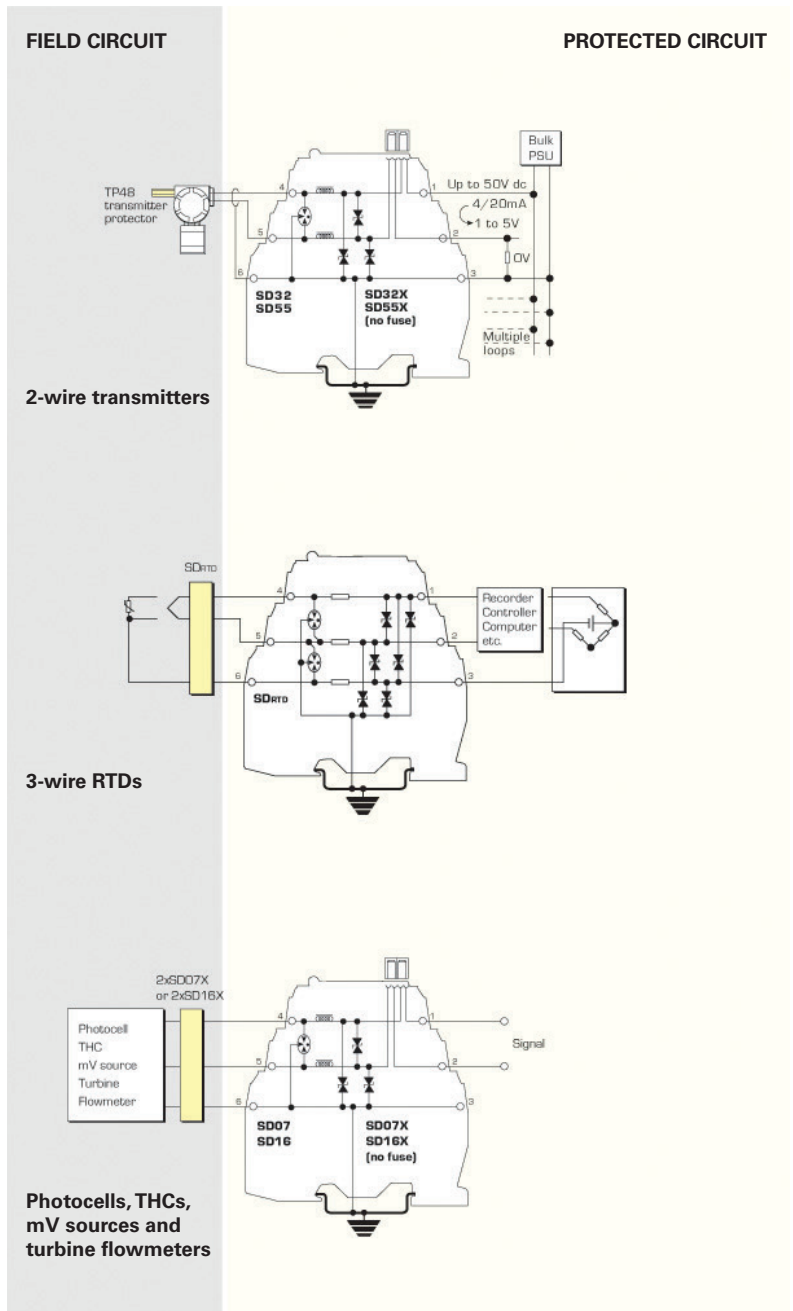 FIELD CIRCUIT
PROTECTED CIRCUIT
Bulk
PSU
TP48
transmitter
protector
4
5
6
1
2
3
Up to 50V dc
4/20mA
1 to 5V
0V
SD32
SD55
SD32X
SD55X
(no fuse)
Multiple
loops
2-wire transmitters
SDRTD
4
5
6
1
2
3
Recorder
Controller
Computer
etc.
SDRTD
3-wire RTDs
2xSD07X
or 2xSD16X
Photocell
THC
mV source
Turbine
Flowmeter
4
5
6
1
2
3
Signal
SD07
SD16
SD07X
SD16X
(no fuse)
Photocells, THCs,
mV sources and
turbine flowmeters